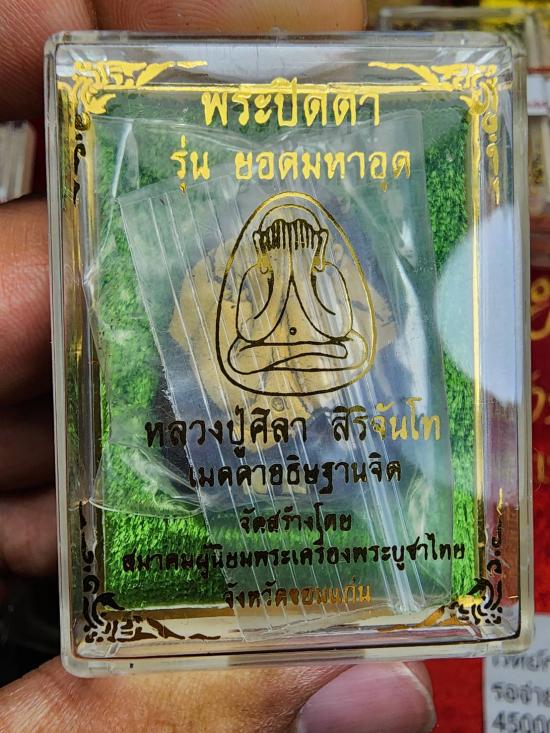 พระปิดตา
รุ่น ยอดมหาอุด
หลวงปู่ศิลา สิริจันโท
เมตตาอธิษฐานจิต
จัดสร้างโดย
สมาคมผู้นิยมพระเครื่องพระบูชาไทย
จังหวัดขอนแก่น
4500